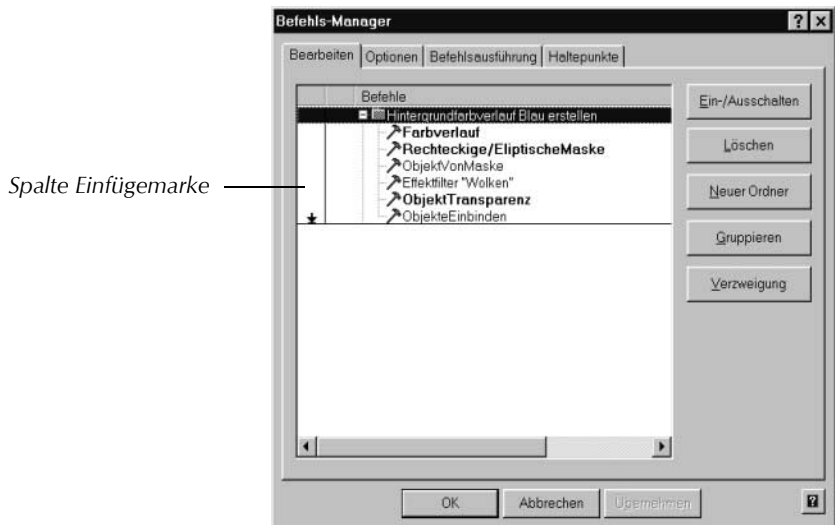 Befehls-Manager
Bearbeiten Optionen Befehlsausführung Haltepunkte
Befehle
Hintergrundfarbverlauf Blau erstellen
Farbverlauf
Rechteckige/EliptischeMaske
ObjektVonMaske
Effektfilter "Wolken"
ObjektTransparenz
ObjekteEinbinden
Ein-/Ausschalten
Löschen
Neuer Ordner
Gruppieren
Verzweigung
Spalte Einfügemarke
OK Abbrechen Übernehmen